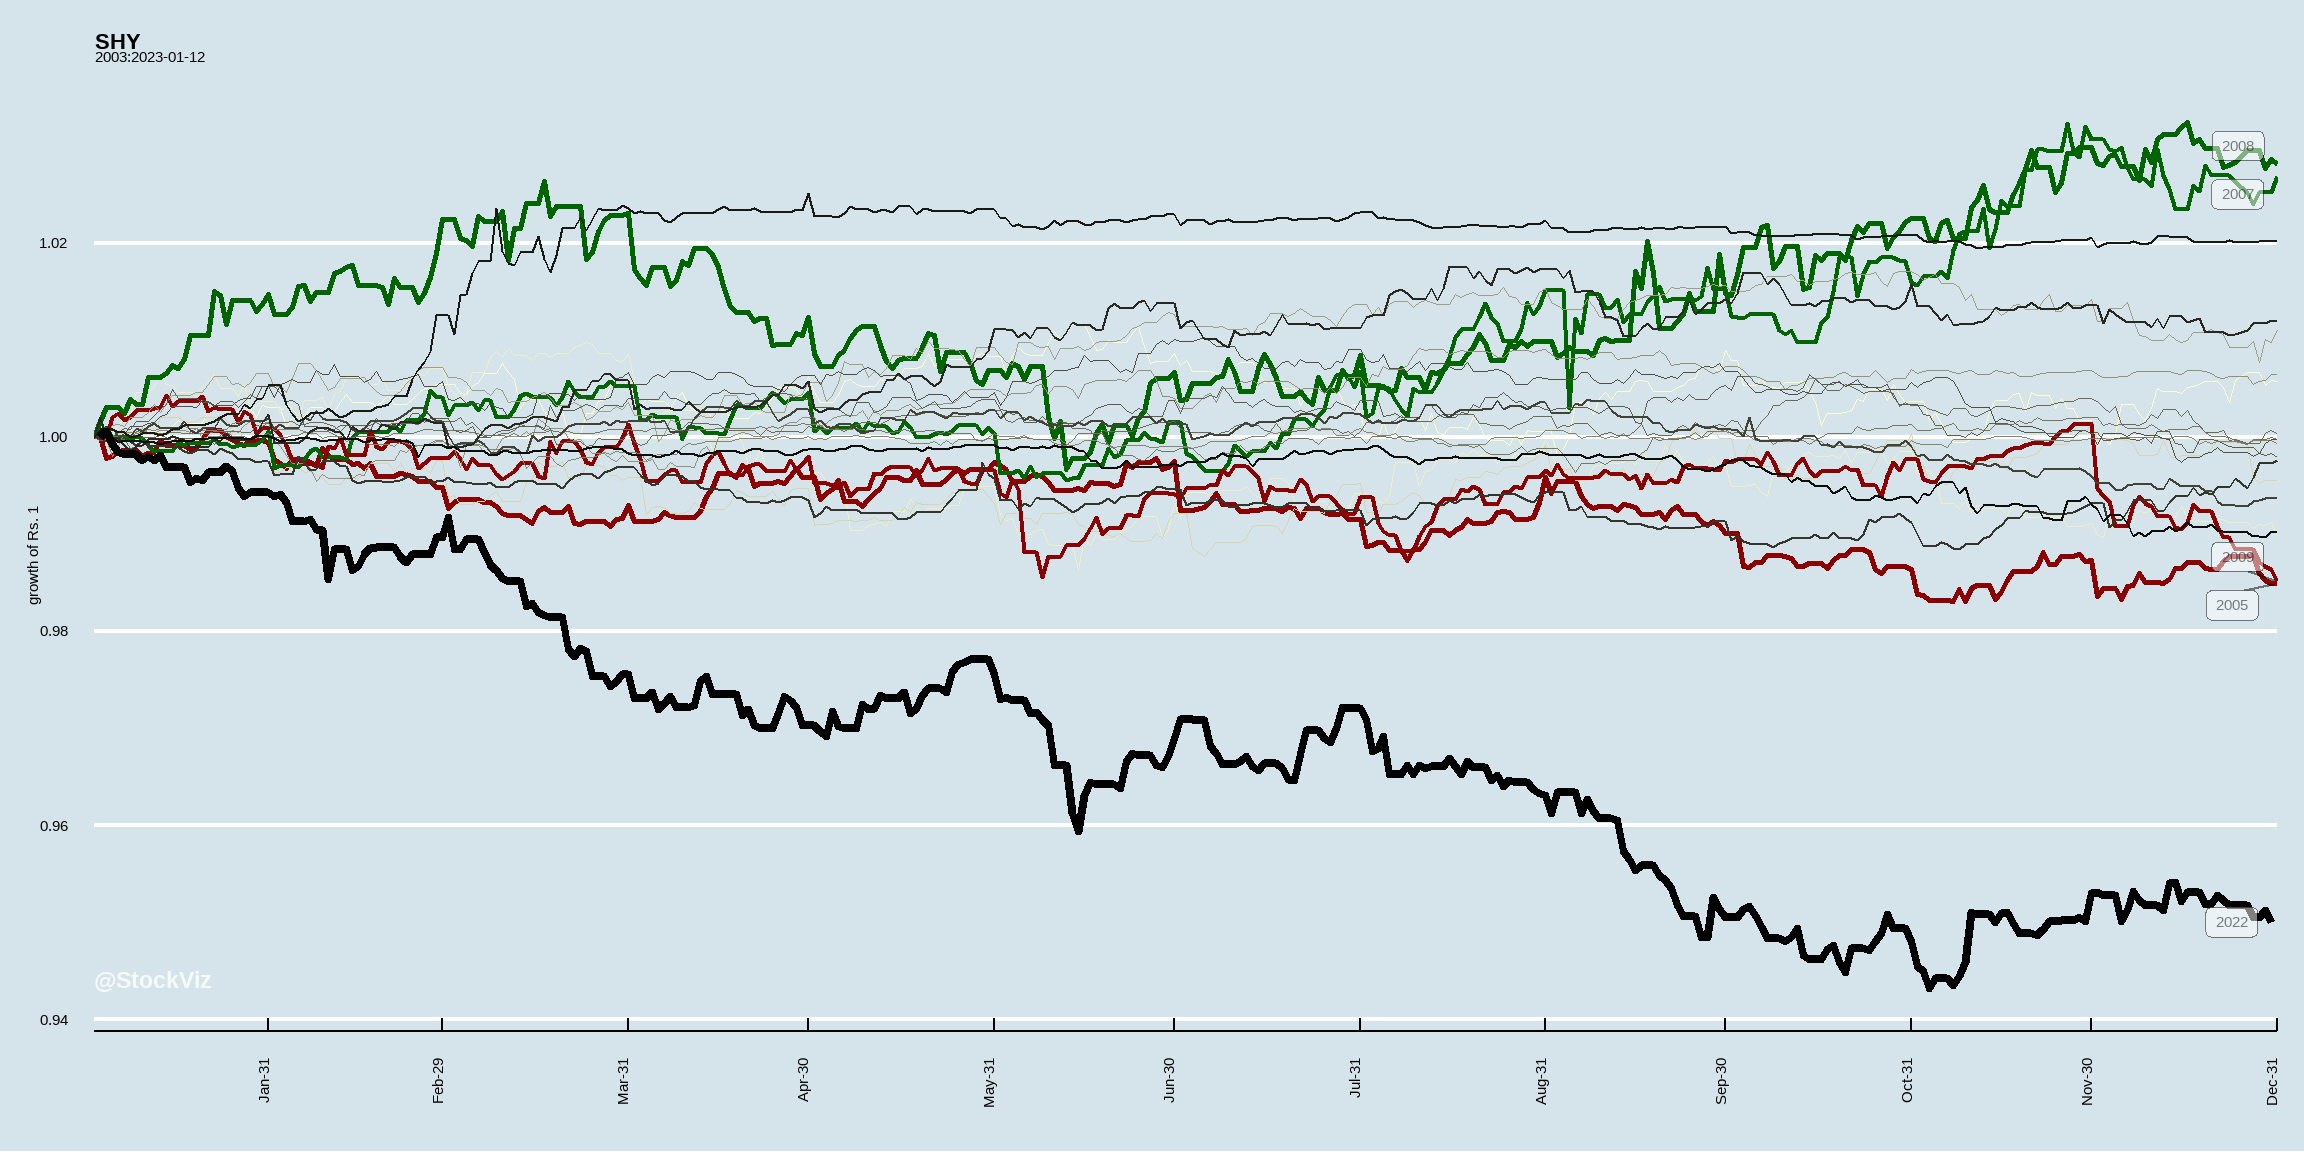 SHY
2003:2023-01-12
2008
2007
1.02
1.00
growth of Rs. 1
2009
2005
0.98
0.96
2022
@StockViz
0.94
Jan-31
Feb-29
Mar-31
Apr-30
May-31
Jun-30
Jul-31
Aug-31
Sep-30
Oct-31
Nov-30
Dec-31